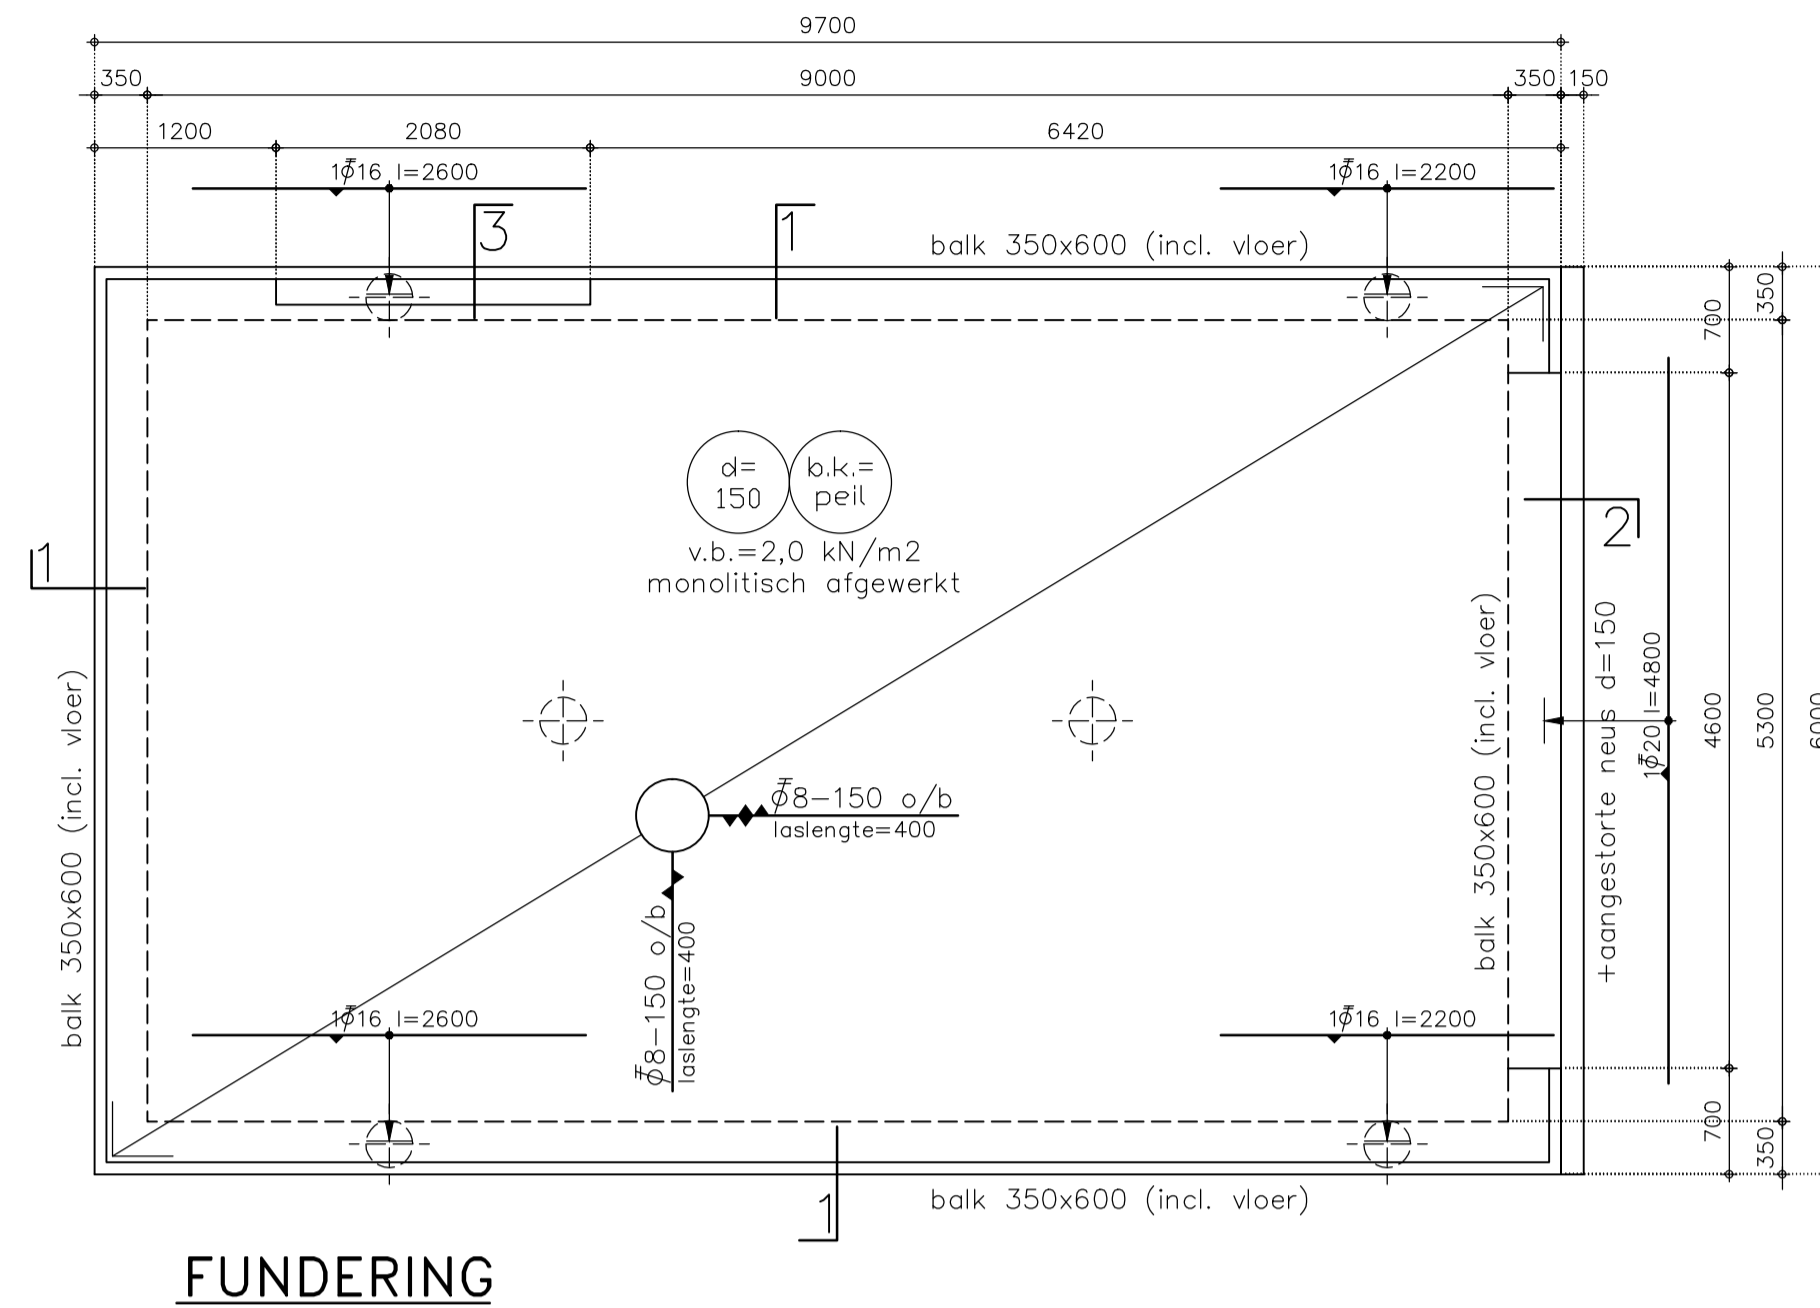 9700
350 9000 350 150
1200 2080 6420
1⌀16 l=2600 1⌀16 l=2200
3 1
balk 350x600 (incl. vloer)
350
700
d=
150
b.k.=
peil
v.b.=2,0 kN/m2
monolitisch afgewerkt
2
1
balk 350x600 (incl. vloer)
balk 350x600 (incl. vloer)
+aangestorte neus d=150
1⌀20 l=4800
4600
5300
⌀8-150 o/b
laslengte=400
⌀8-150 o/b
laslengte=400
1⌀16 l=2600 1⌀16 l=2200
700
350
1
balk 350x600 (incl. vloer)
FUNDERING